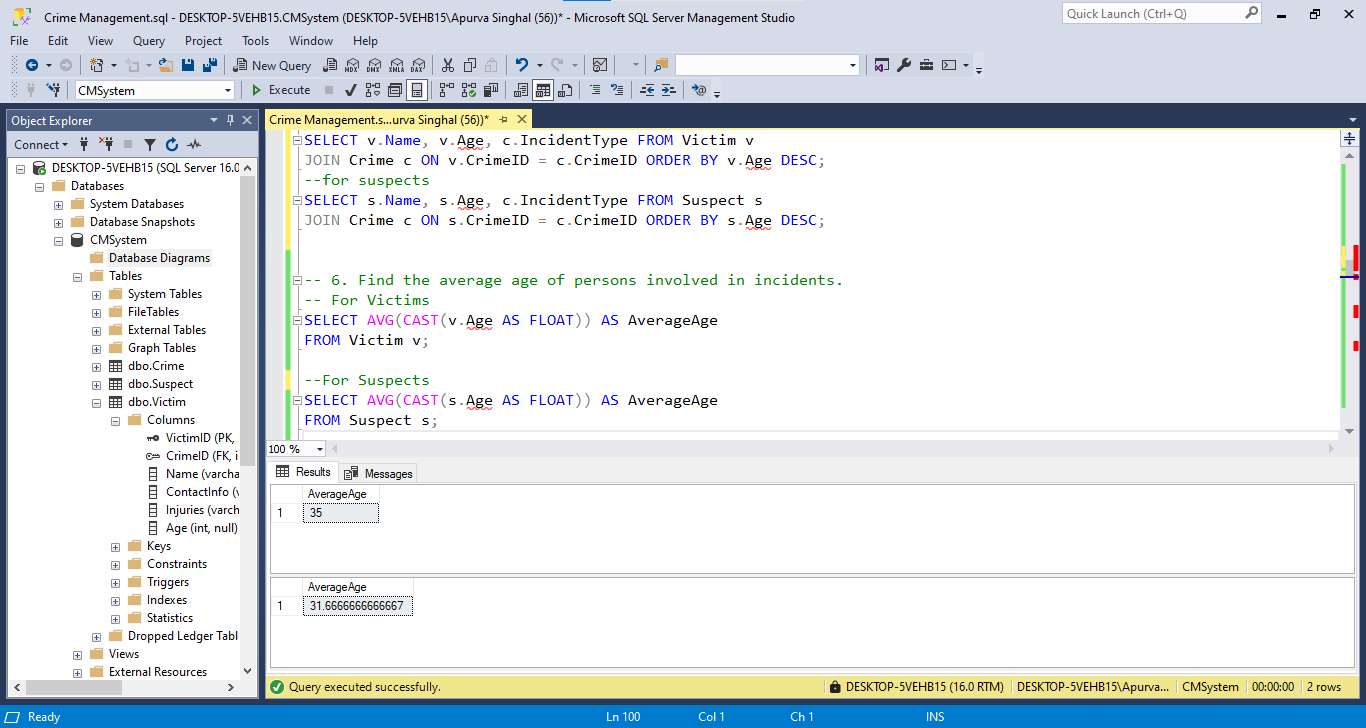 Crime Management.sql - DESKTOP-5VEHB15.CMSystem (DESKTOP-5VEHB15\Apurva Singhal (56))* - Microsoft SQL Server Management Studio
Quick Launch (Ctrl+Q)
File Edit View Query Project Tools Window Help
New Query
MDX DMX XMLA DAX
CMSystem
Execute
Object Explorer
Crime Management.s...urva Singhal (56))*
Connect
DESKTOP-5VEHB15 (SQL Server 16.0
Databases
System Databases
Database Snapshots
CMSystem
Database Diagrams
Tables
System Tables
FileTables
External Tables
Graph Tables
dbo.Crime
dbo.Suspect
dbo.Victim
Columns
VictimID (PK,
CrimeID (FK, i
Name (varcha
ContactInfo (v
Injuries (varch
Age (int, null)
Keys
Constraints
Triggers
Indexes
Statistics
Dropped Ledger Tabl
Views
External Resources
SELECT v.Name, v.Age, c.IncidentType FROM Victim v
JOIN Crime c ON v.CrimeID = c.CrimeID ORDER BY v.Age DESC;
--for suspects
SELECT s.Name, s.Age, c.IncidentType FROM Suspect s
JOIN Crime c ON s.CrimeID = c.CrimeID ORDER BY s.Age DESC;
-- 6. Find the average age of persons involved in incidents.
-- For Victims
SELECT AVG(CAST(v.Age AS FLOAT)) AS AverageAge
FROM Victim v;
--For Suspects
SELECT AVG(CAST(s.Age AS FLOAT)) AS AverageAge
FROM Suspect s;
100 %
Results Messages
AverageAge
1 35
AverageAge
1 31.6666666666667
Query executed successfully.
DESKTOP-5VEHB15 (16.0 RTM) DESKTOP-5VEHB15\Apurva... CMSystem 00:00:00 2 rows
Ready Ln 100 Col 1 Ch 1 INS